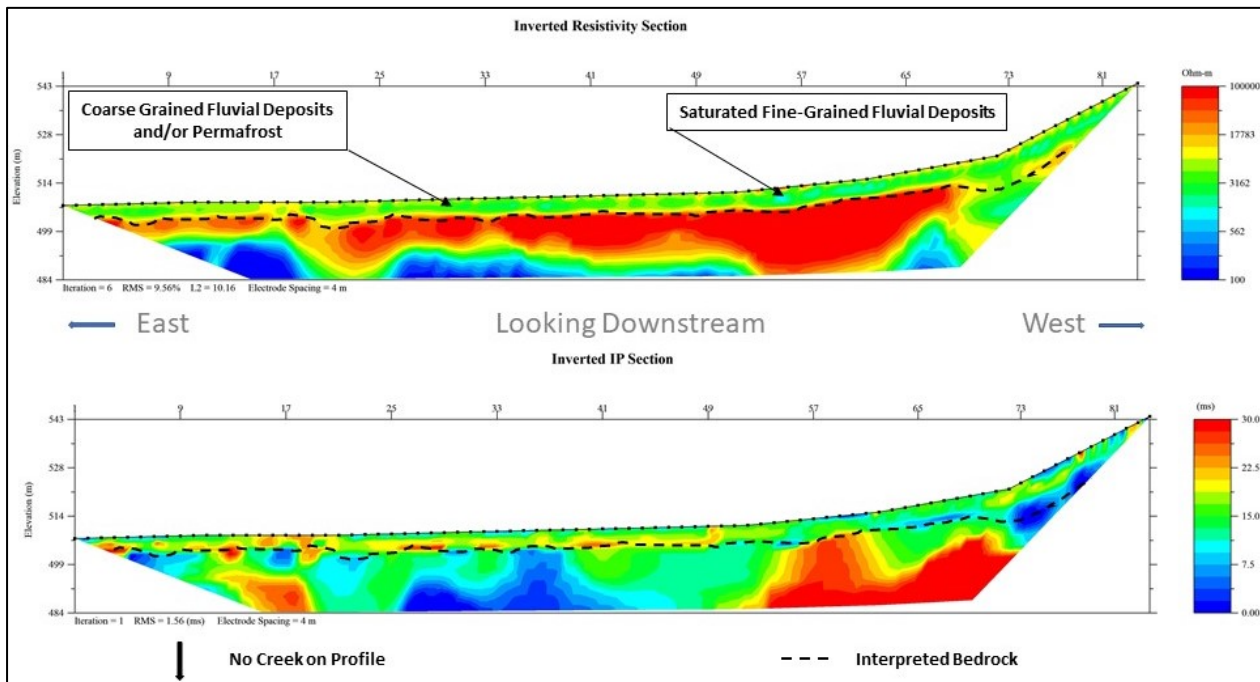 Inverted Resistivity Section
1 9 17 25 33 41 49 57 65 73 81
Ohm-m
543
528
514
499
484
Elevation (m)
Coarse Grained Fluvial Deposits
and/or Permafrost
Saturated Fine-Grained Fluvial Deposits
100000
17783
3162
562
100
Iteration = 6 RMS = 9.56% L2 = 10.16 Electrode Spacing = 4 m
East Looking Downstream West
Inverted IP Section
1 9 17 25 33 41 49 57 65 73 81
(ms)
543
528
514
499
484
Elevation (m)
30.0
22.5
15.0
7.5
0.00
Iteration = 1 RMS = 1.56 (ms) Electrode Spacing = 4 m
No Creek on Profile
Interpreted Bedrock